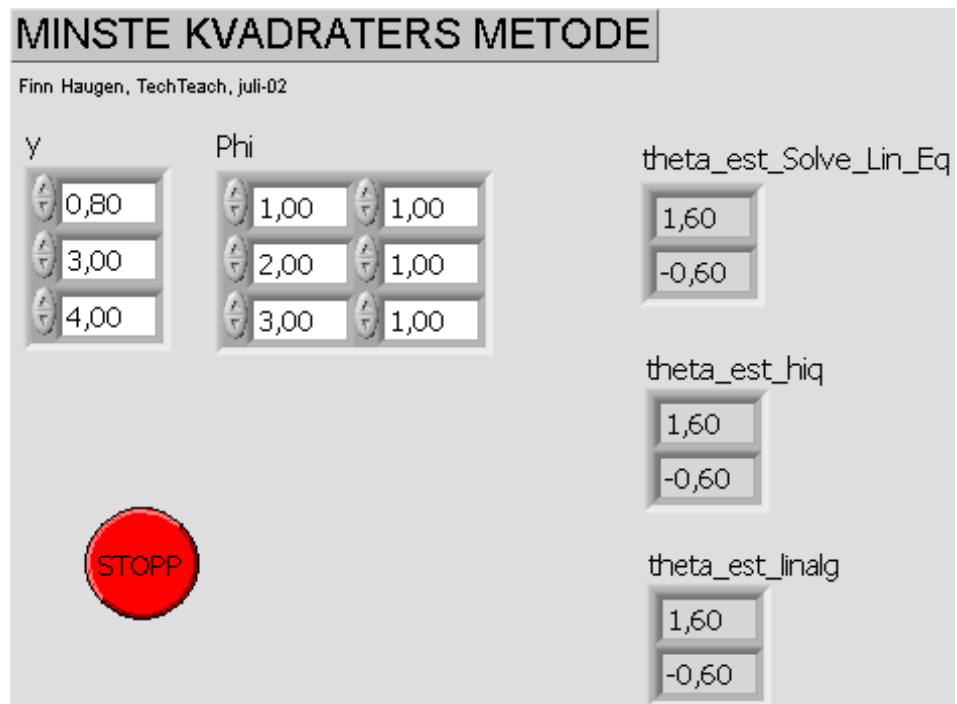 MINSTE KVADRATERS METODE
Finn Haugen, TechTeach, juli-02
y
0,80
3,00
4,00
Phi
1,00 1,00
2,00 1,00
3,00 1,00
theta_est_Solve_Lin_Eq
1,60
-0,60
theta_est_hiq
1,60
-0,60
STOPP
theta_est_linalg
1,60
-0,60